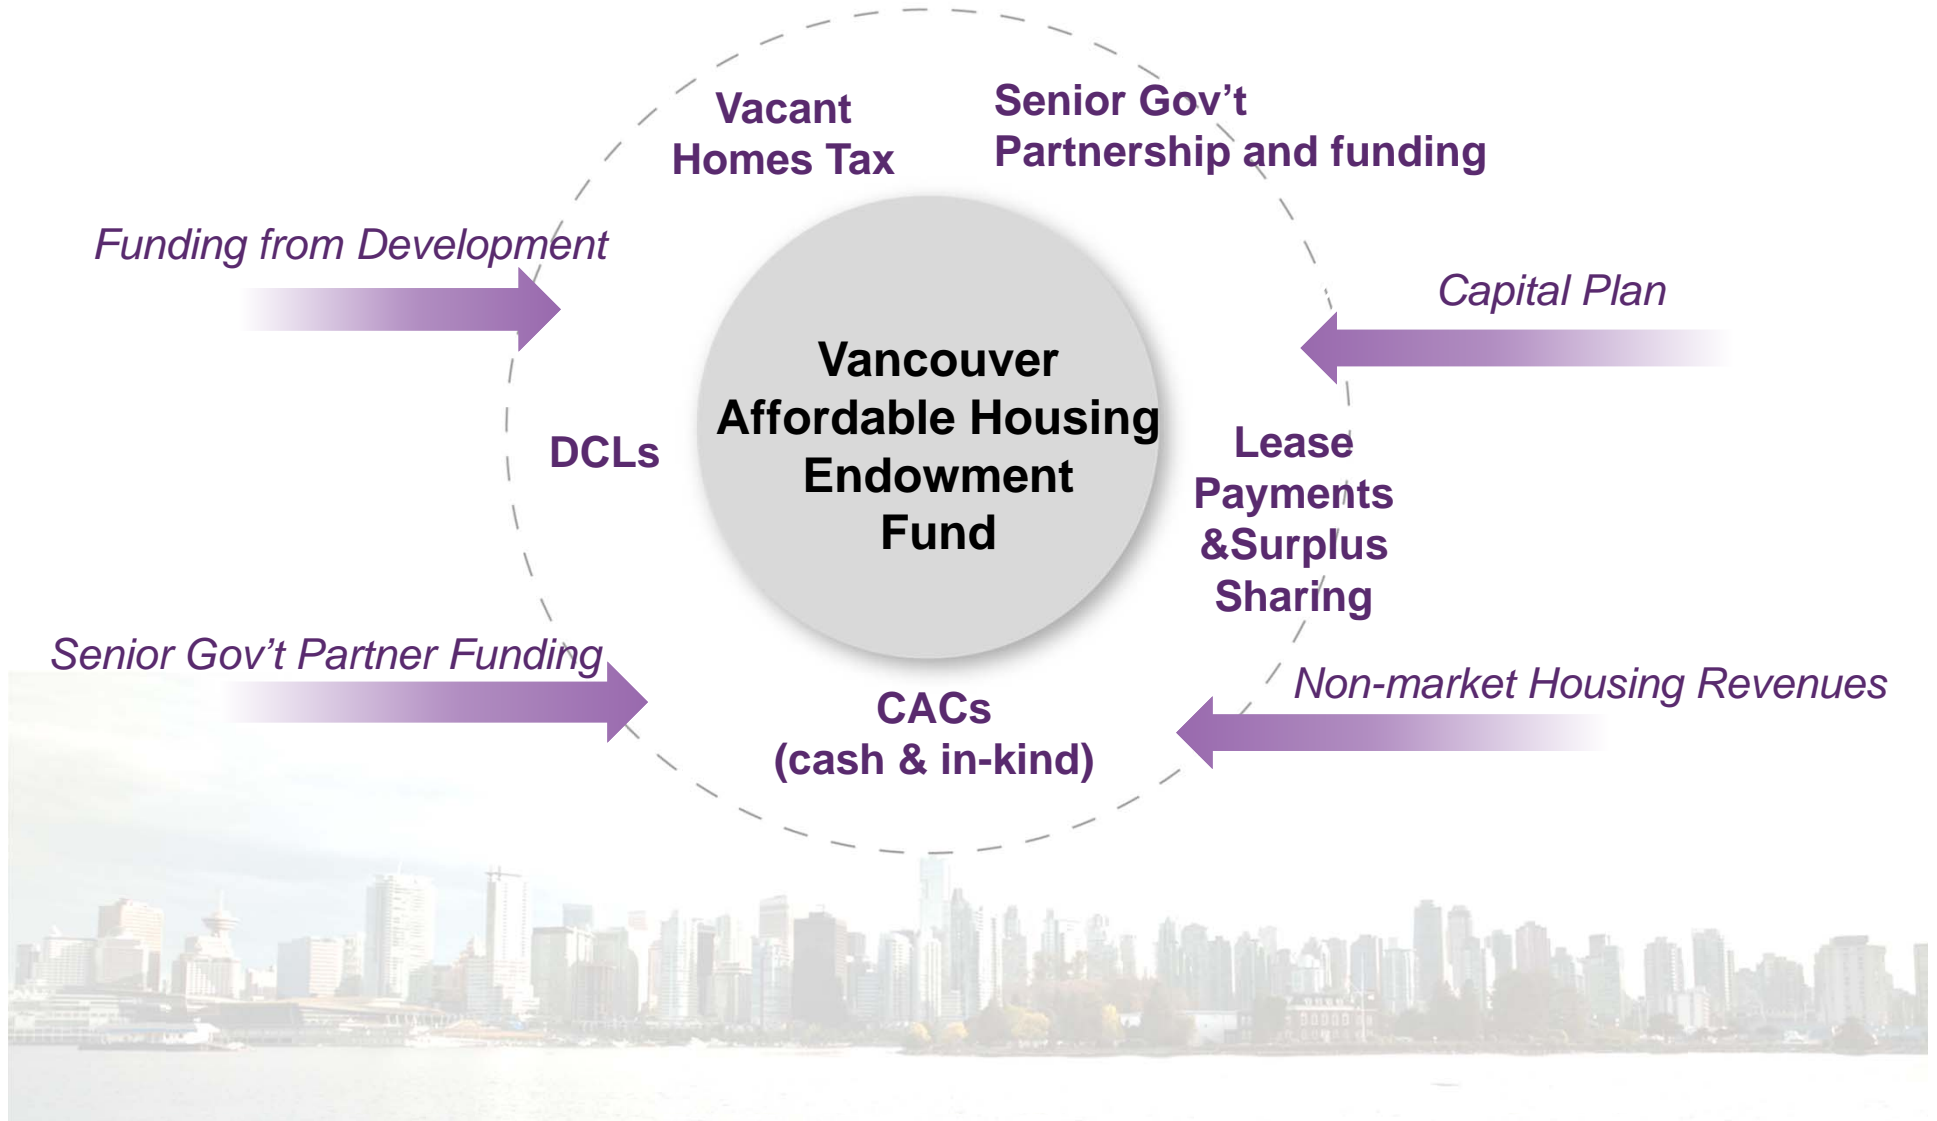 Vacant
Homes Tax
Senior Gov’t
Partnership and funding
Funding from Development
Capital Plan
Vancouver
Affordable Housing
Endowment
Fund
DCLs
Lease
Payments
&Surplus
Sharing
Senior Gov’t Partner Funding
Non-market Housing Revenues
CACs
(cash & in-kind)